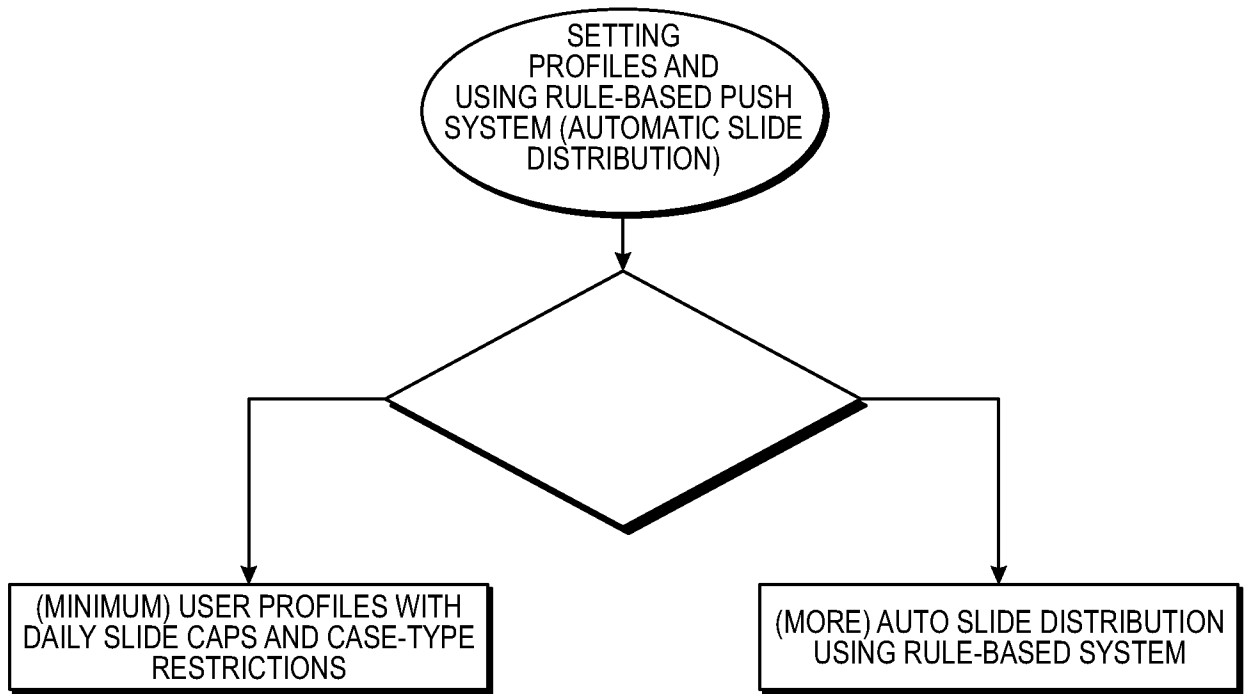 SETTING
PROFILES AND
USING RULE-BASED PUSH
SYSTEM (AUTOMATIC SLIDE
DISTRIBUTION)
(MINIMUM) USER PROFILES WITH
DAILY SLIDE CAPS AND CASE-TYPE
RESTRICTIONS
(MORE) AUTO SLIDE DISTRIBUTION
USING RULE-BASED SYSTEM